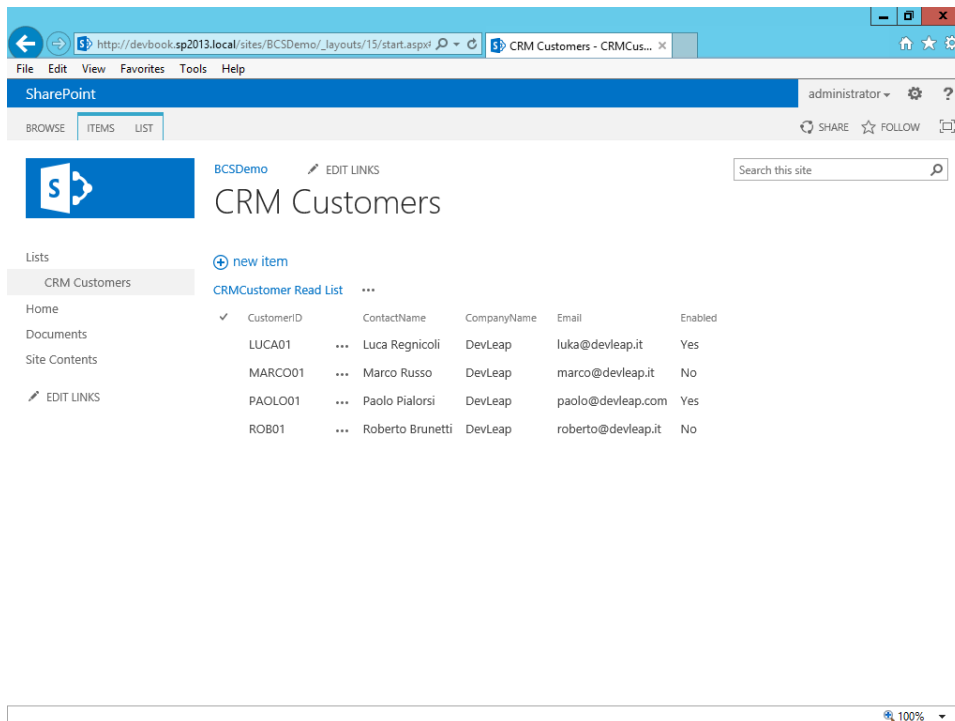 http://devbook.sp2013.local/sites/BCSDemo/_layouts/15/start.aspx#
CRM Customers - CRMCus...
File Edit View Favorites Tools Help
SharePoint
administrator
?
BROWSE ITEMS LIST
SHARE FOLLOW
S
BCSDemo EDIT LINKS
Search this site
CRM Customers
Lists
CRM Customers
Home
Documents
Site Contents
EDIT LINKS
new item
CRMCustomer Read List ...
CustomerID ContactName CompanyName Email Enabled
LUCA01 ... Luca Regnicoli DevLeap luka@devleap.it Yes
MARCO01 ... Marco Russo DevLeap marco@devleap.it No
PAOLO01 ... Paolo Pialorsi DevLeap paolo@devleap.com Yes
ROB01 ... Roberto Brunetti DevLeap roberto@devleap.it No
100%